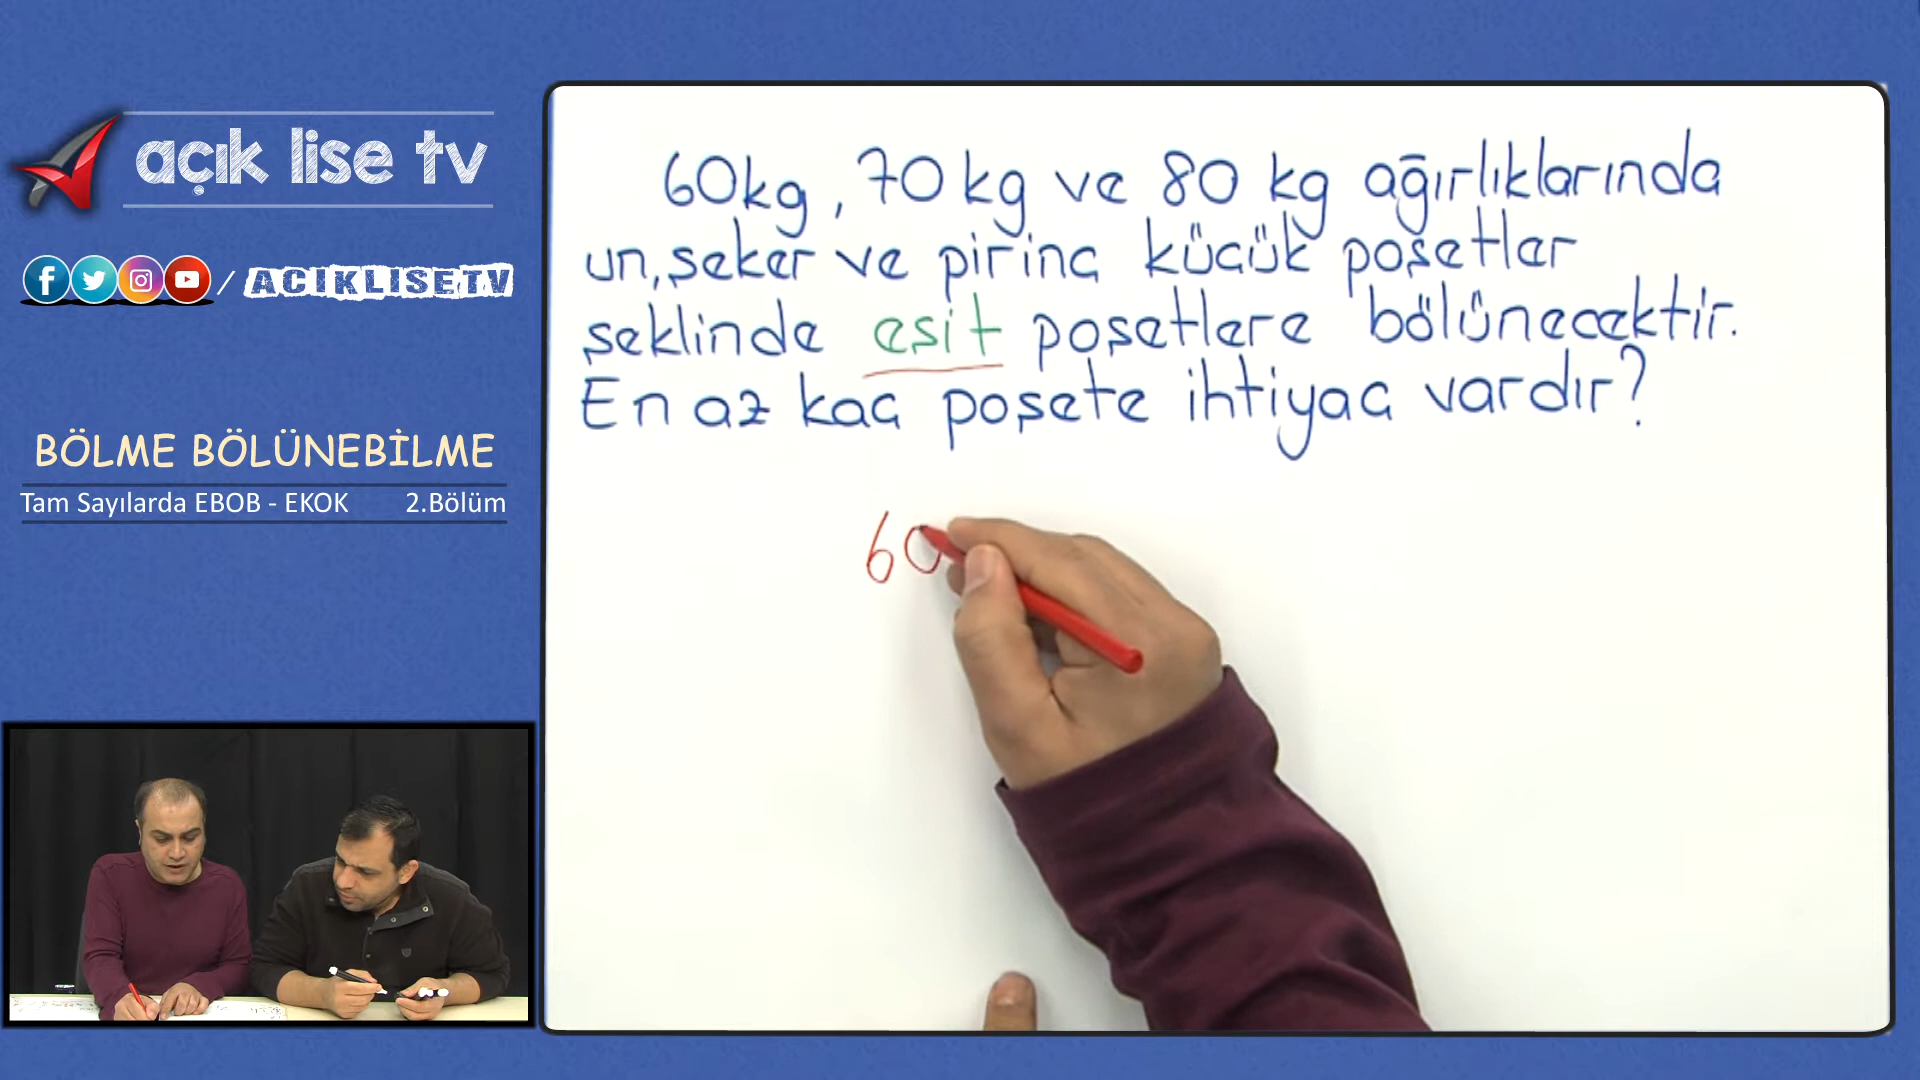 açık lise tv
/ ACIKLISETV
BÖLME BÖLÜNEBİLME
Tam Sayılarda EBOB - EKOK 2.Bölüm
60kg, 70 kg ve 80 kg ağırlıklarında
un, şeker ve pirinç küçük poşetler
şeklinde eşit poşetlere bölünecektir.
En az kaç poşete ihtiyaç vardır?
60